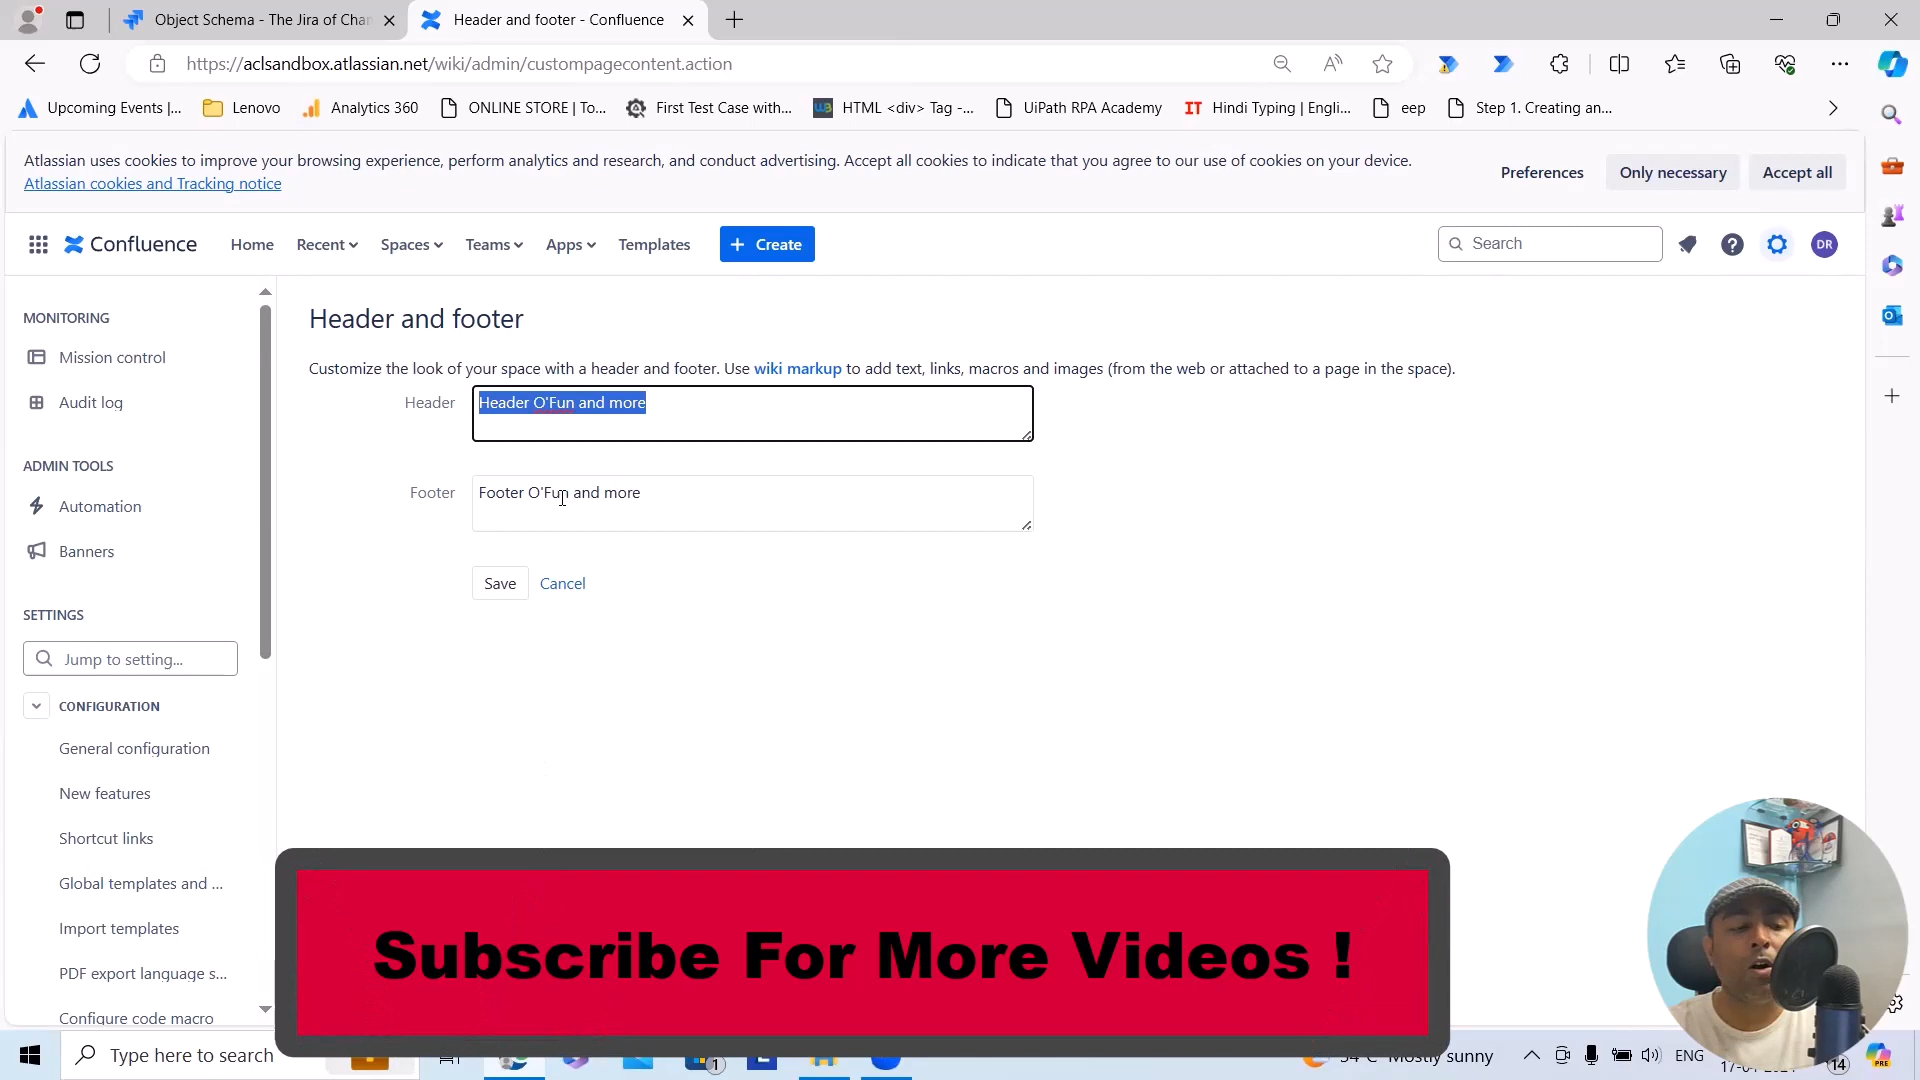 Object Schema - The Jira of Chan
Header and footer - Confluence
https://aclsandbox.atlassian.net/wiki/admin/custompagecontent.action
Upcoming Events |...
Lenovo
Analytics 360
ONLINE STORE | To...
First Test Case with...
HTML <div> Tag -...
UiPath RPA Academy
IT
Hindi Typing | Engli...
eep
Step 1. Creating an...
Atlassian uses cookies to improve your browsing experience, perform analytics and research, and conduct advertising. Accept all cookies to indicate that you agree to our use of cookies on your device.
Atlassian cookies and Tracking notice
Preferences
Only necessary
Accept all
Confluence
Home
Recent
Spaces
Teams
Apps
Templates
+ Create
Search
DR
MONITORING
Mission control
Audit log
ADMIN TOOLS
Automation
Banners
SETTINGS
Jump to setting...
CONFIGURATION
General configuration
New features
Shortcut links
Global templates and ...
Import templates
PDF export language s...
Configure code macro
Header and footer
Customize the look of your space with a header and footer. Use wiki markup to add text, links, macros and images (from the web or attached to a page in the space).
Header
Header O'Fun and more
Footer
Footer O'Fun and more
Save
Cancel
Subscribe For More Videos !
Type here to search
1
34°C Mostly sunny
ENG
14
PRE